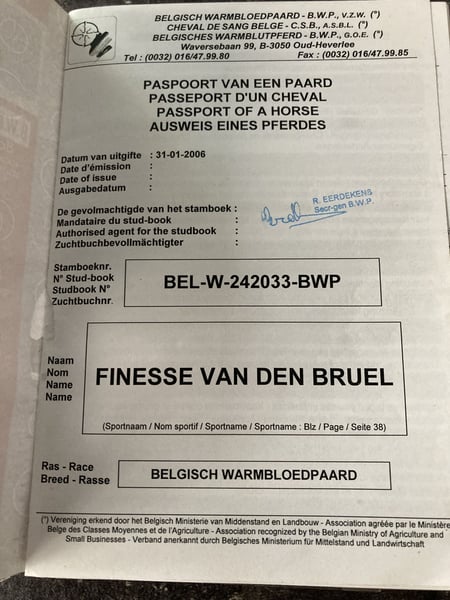 BELGISCH WARMBLOEDPAARD - B.W.P., V.Z.W. (*)
CHEVAL DE SANG BELGE - C.S.B., A.S.B.L. (*)
BELGISCHES WARMBLUTPFERD - B.W.P., G.O.E. (*)
Waversebaan 99, B-3050 Oud-Heverlee
Tel : (0032) 016/47.99.80 Fax : (0032) 016/47.99.85
PASPOORT VAN EEN PAARD
PASSEPORT D'UN CHEVAL
PASSPORT OF A HORSE
AUSWEIS EINES PFERDES
Datum van uitgifte : 31-01-2006
Date d'émission :
Date of issue :
Ausgabedatum :
De gevolmachtigde van het stamboek :
Mandataire du stud-book :
Authorised agent for the studbook :
Zuchtbuchbevollmächtigter :
R. EERDEKENS
Secr-gen B.W.P.
Stamboeknr.
N° Stud-book
Studbook N°
Zuchtbuchnr.
BEL-W-242033-BWP
Naam
Nom
Name
Name
FINESSE VAN DEN BRUEL
(Sportnaam / Nom sportif / Sportname / Sportname : Blz / Page / Seite 38)
Ras - Race
Breed - Rasse
BELGISCH WARMBLOEDPAARD
(*) Vereniging erkend door het Belgisch Ministerie van Middenstand en Landbouw - Association agréée par le Ministère
Belge des Classes Moyennes et de l'Agriculture - Association recognized by the Belgian Ministry of Agriculture and
Small Businesses - Verband anerkannt durch Belgisches Ministerium für Mittelstand und Landwirtschaft